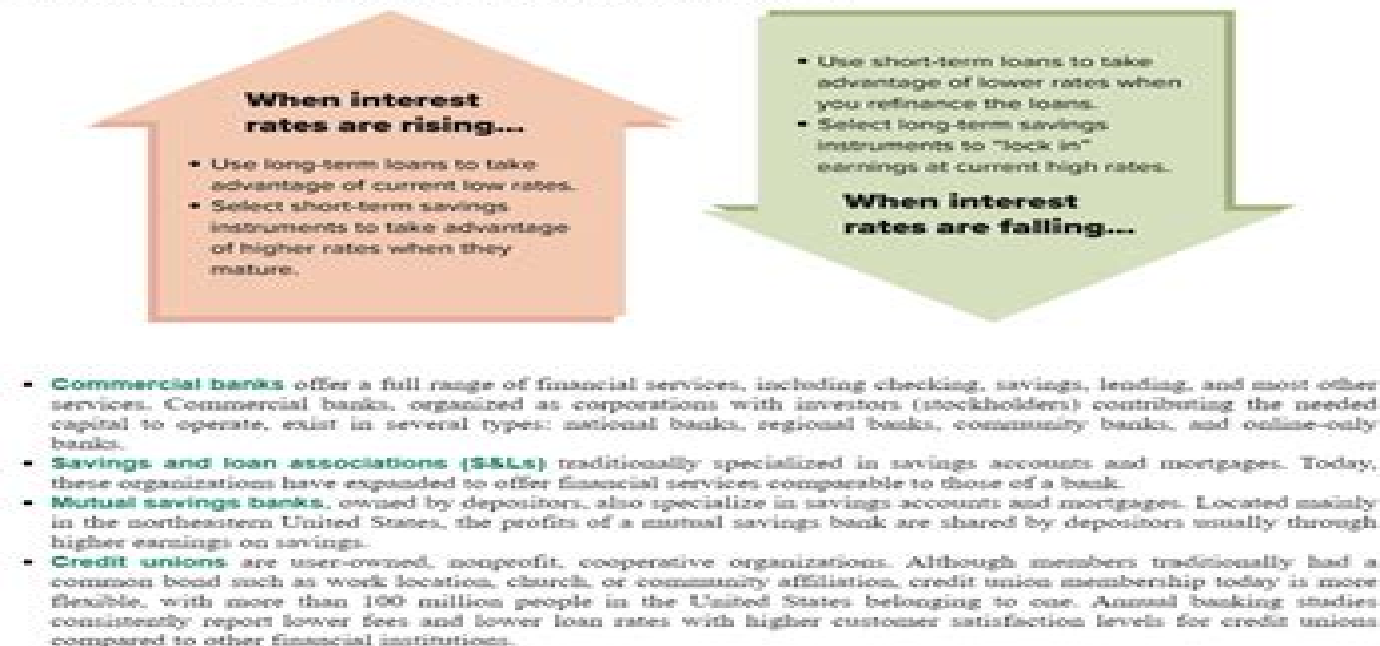 When interest
rates are rising...
• Use long-term loans to take
advantage of current low rates.
• Select short-term savings
instruments to take advantage
of higher rates when they
mature.
• Use short-term loans to take
advantage of lower rates when
you refinance the loans.
• Select long-term savings
instruments to "lock in"
earnings at current high rates.
When interest
rates are falling...
• Commercial banks offer a full range of financial services, including checking, savings, lending, and most other
services. Commercial banks, organized as corporations with investors (stockholders) contributing the needed
capital to operate, exist in several types: national banks, regional banks, community banks, and online-only
banks.
• Savings and loan associations (S&Ls) traditionally specialized in savings accounts and mortgages. Today,
these organizations have expanded to offer financial services comparable to those of a bank.
• Mutual savings banks, owned by depositors, also specialize in savings accounts and mortgages. Located mainly
in the northeastern United States, the profits of a mutual savings bank are shared by depositors usually through
higher earnings on savings.
• Credit unions are user-owned, nonprofit, cooperative organizations. Although members traditionally had a
common bond such as work location, church, or community affiliation, credit union membership today is more
flexible, with more than 100 million people in the United States belonging to one. Annual banking studies
consistently report lower fees and lower loan rates with higher customer satisfaction levels for credit unions
compared to other financial institutions.